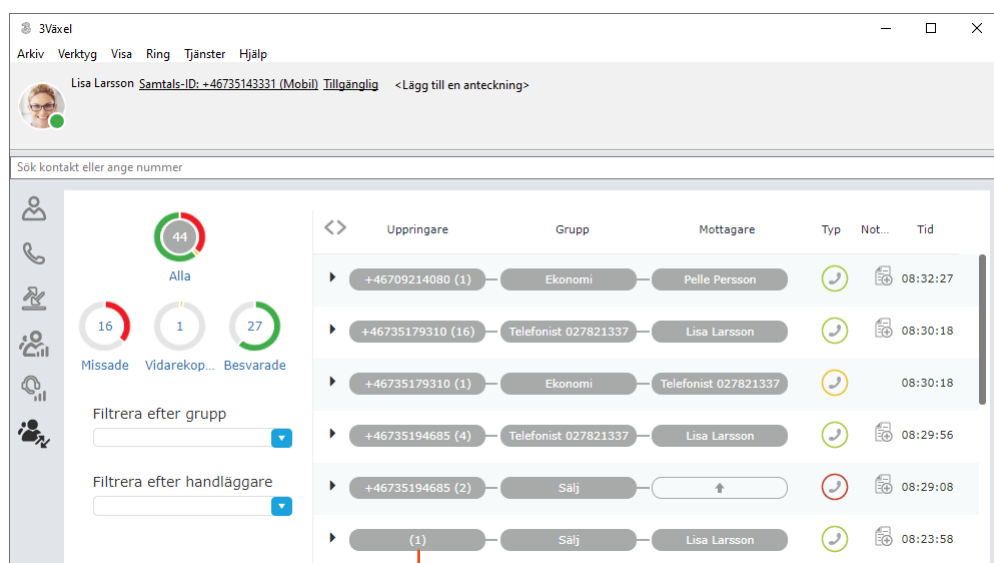 3Växel
Arkiv Verktyg Visa Ring Tjänster Hjälp
Lisa Larsson Samtals-ID: +46735143331 (Mobil) Tillgänglig <Lägg till en anteckning>
Sök kontakt eller ange nummer
44
Alla
16 1 27
Missade Vidarekop... Besvarade
Filtrera efter grupp
Filtrera efter handläggare
<> Uppringare Grupp Mottagare Typ Not... Tid
+46709214080 (1) Ekonomi Pelle Persson 08:32:27
+46735179310 (16) Telefonist 027821337 Lisa Larsson 08:30:18
+46735179310 (1) Ekonomi Telefonist 027821337 08:30:18
+46735194685 (4) Telefonist 027821337 Lisa Larsson 08:29:56
+46735194685 (2) Sälj 08:29:08
(1) Sälj Lisa Larsson 08:23:58